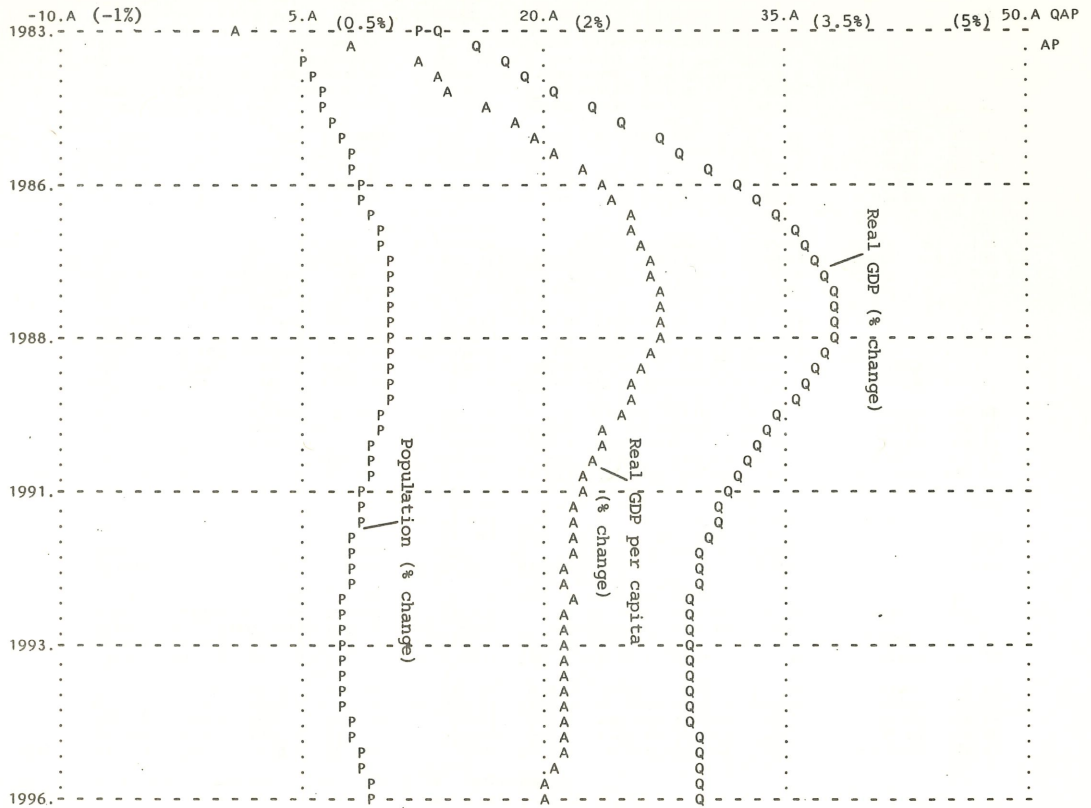 -10.A (-1%) 5.A (0.5%) 20.A (2%) 35.A (3.5%) (5%) 50.A QAP
1983.
AP
1986.
1988.
1991.
1993.
1996.
Real GDP (% change)
Real GDP per capita
(% change)
Population (% change)